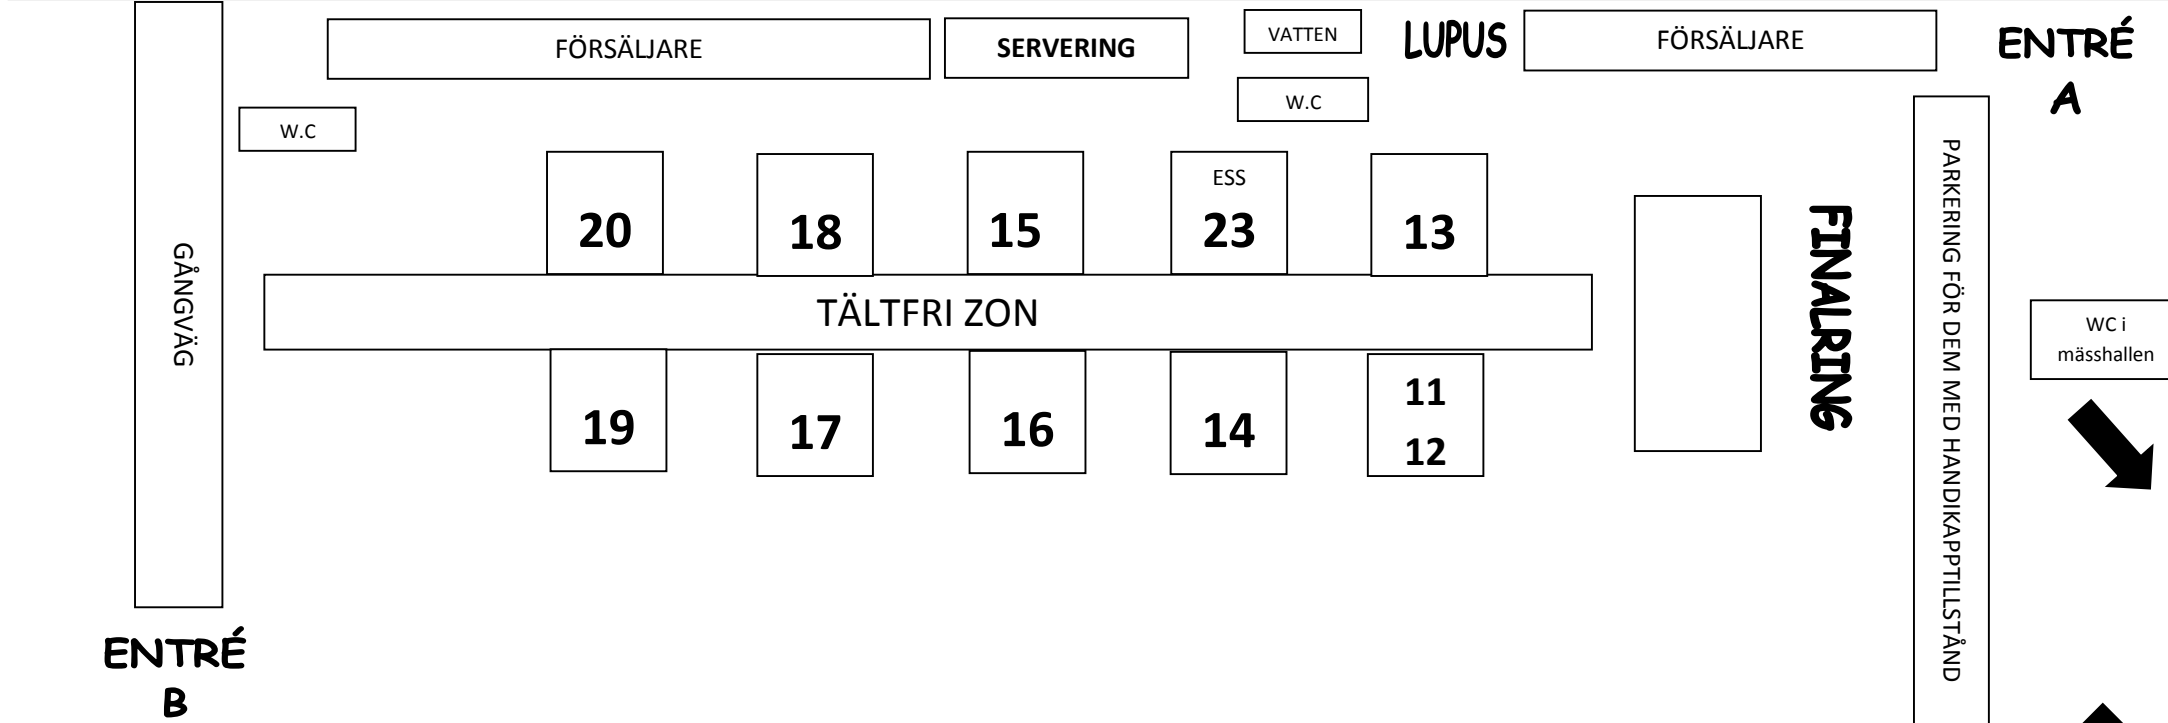 FÖRSÄLJARE
SERVERING
VATTEN
LUPUS
FÖRSÄLJARE
ENTRÉ
A
W.C
W.C
GÅNGVÄG
20
18
15
ESS
23
13
FINALRING
PARKERING FÖR DEM MED HANDIKAPPTILLSTÅND
TÄLTFRI ZON
WC i
mässhallen
19
17
16
14
11
12
ENTRÉ
B